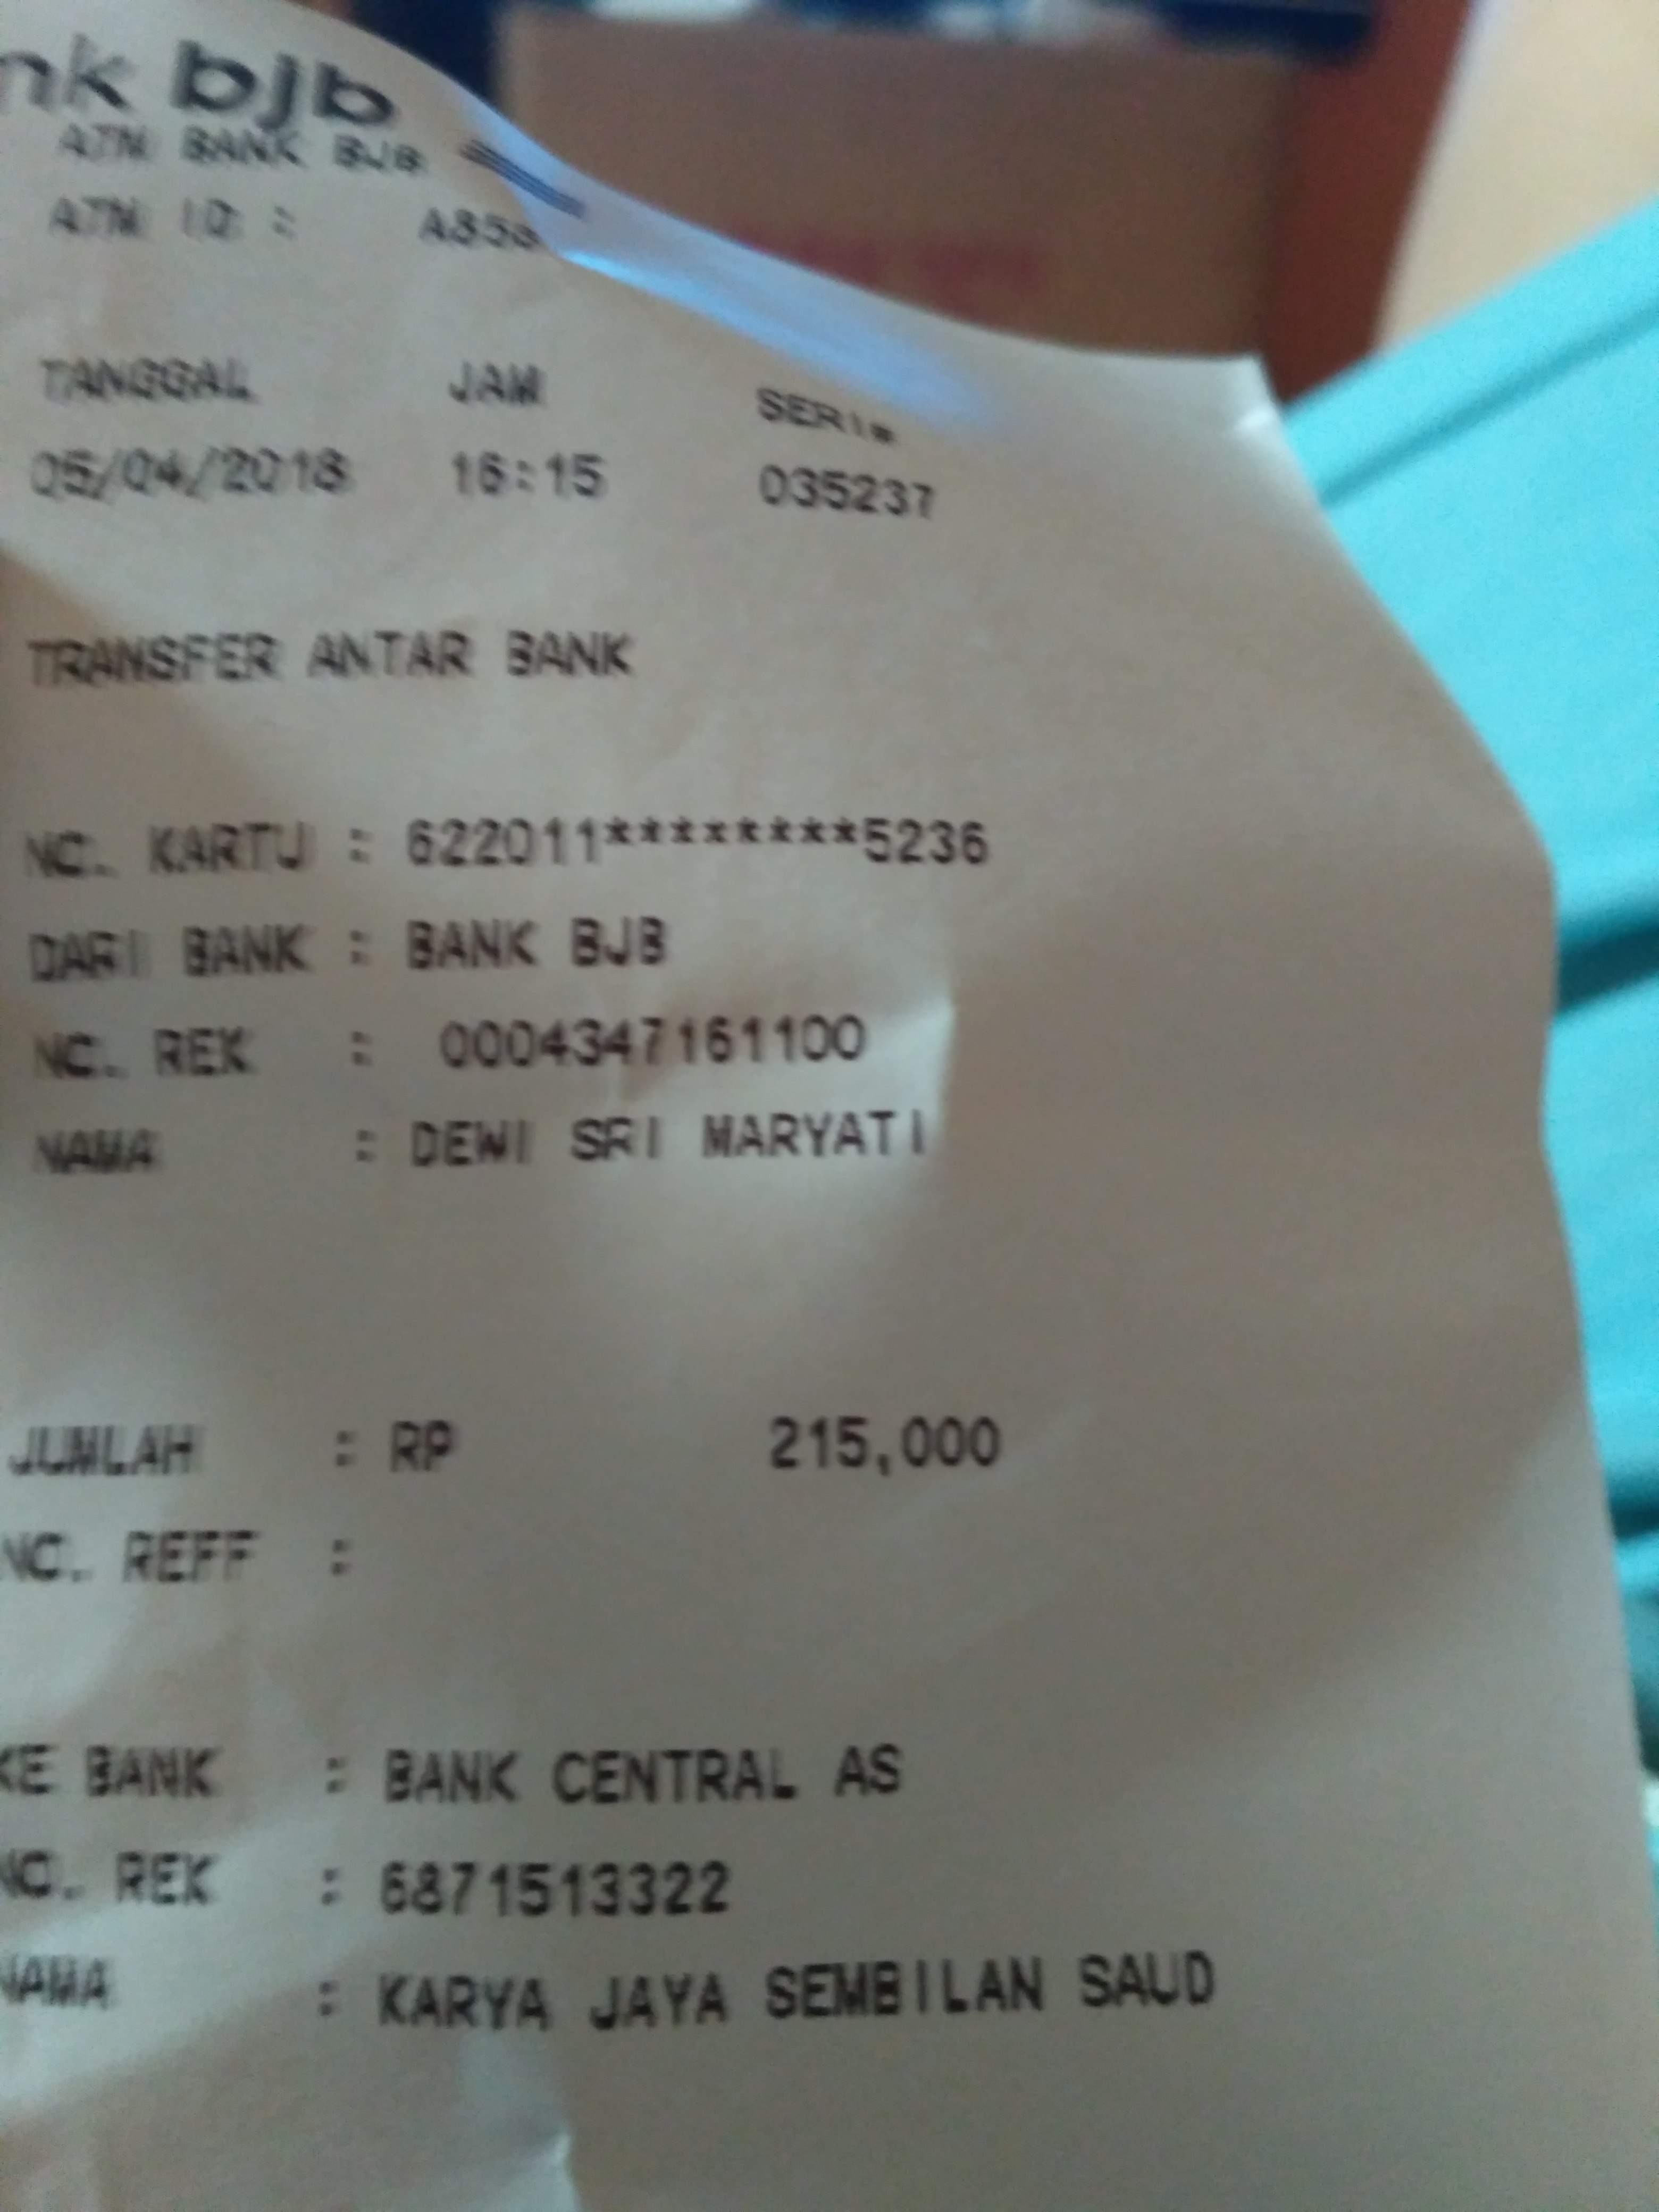 bjb
ATM BANK BJB
ATM ID :
TANGGAL JAM
05/04/2018 16:15 035237
TRANSFER ANTAR BANK
NO. KARTU : 622011********5236
DARI BANK : BANK BJB
NO. REK : 0004347161100
NAMA : DEWI SRI MARYATI
JUMLAH : RP 215,000
NO. REFF :
KE BANK : BANK CENTRAL AS
NO. REK : 6871513322
NAMA : KARYA JAYA SEMBILAN SAUD